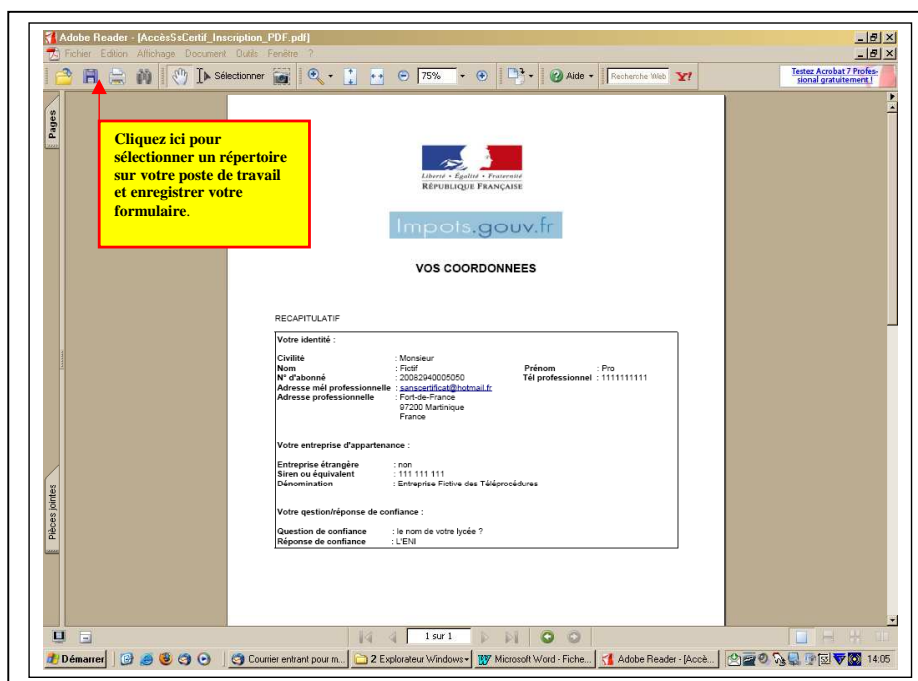 Adobe Reader - [AccèsSsCertif_Inscription_PDF.pdf]
Fichier Edition Affichage Document Outils Fenêtre ?
Sélectionner 75% Aide Recherche Web Y!
Testez Acrobat 7 Profes-
sional gratuitement !
Pages
Cliquez ici pour
sélectionner un répertoire
sur votre poste de travail
et enregistrer votre
formulaire.
Liberté • Égalité • Fraternité
RÉPUBLIQUE FRANÇAISE
Impots.gouv.fr
VOS COORDONNEES
RECAPITULATIF
Votre identité :
Civilité : Monsieur
Nom : Fictif Prénom : Pro
N° d'abonné : 20082940005050 Tél professionnel : 1111111111
Adresse mél professionnelle : sanscertificat@hotmail.fr
Adresse professionnelle : Fort-de-France
97200 Martinique
France
Votre entreprise d'appartenance :
Entreprise étrangère : non
Siren ou équivalent : 111 111 111
Dénomination : Entreprise Fictive des Téléprocédures
Votre qestion/réponse de confiance :
Question de confiance : le nom de votre lycée ?
Réponse de confiance : L'ENI
Pièces jointes
1 sur 1
Démarrer Courrier entrant pour m... 2 Explorateur Windows Microsoft Word - Fiche... Adobe Reader - [Accè... 14:05